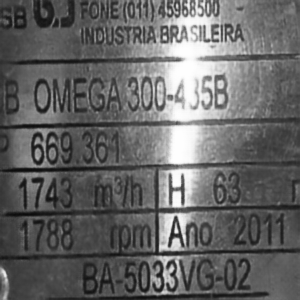 SB
FONE (011) 45968500
INDUSTRIA BRASILEIRA
B OMEGA 300-435B
P 669.361
1743 m³/h H 63
1788 rpm Ano 2011
BA-5033VG-02